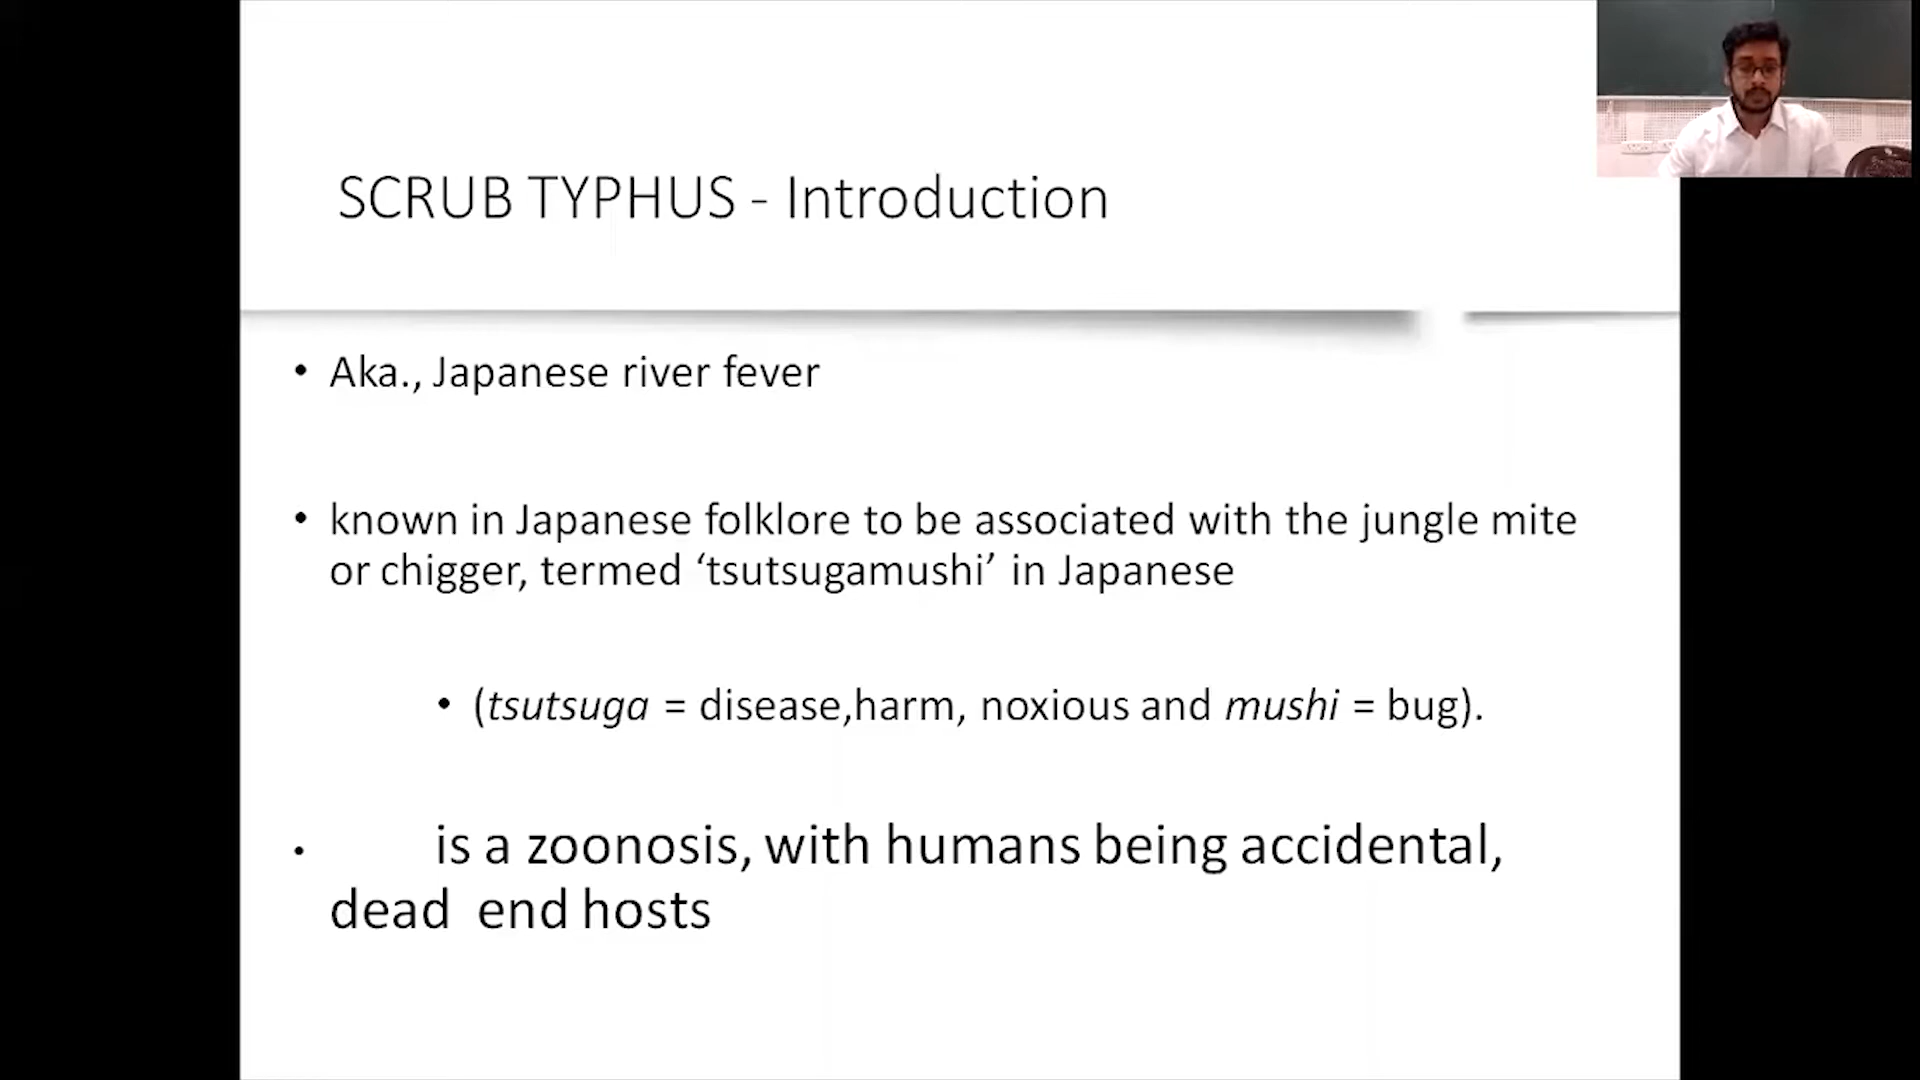 SCRUB TYPHUS - Introduction
• Aka., Japanese river fever
• known in Japanese folklore to be associated with the jungle mite
or chigger, termed ‘tsutsugamushi’ in Japanese
• (tsutsuga = disease,harm, noxious and mushi = bug).
• is a zoonosis, with humans being accidental,
dead end hosts